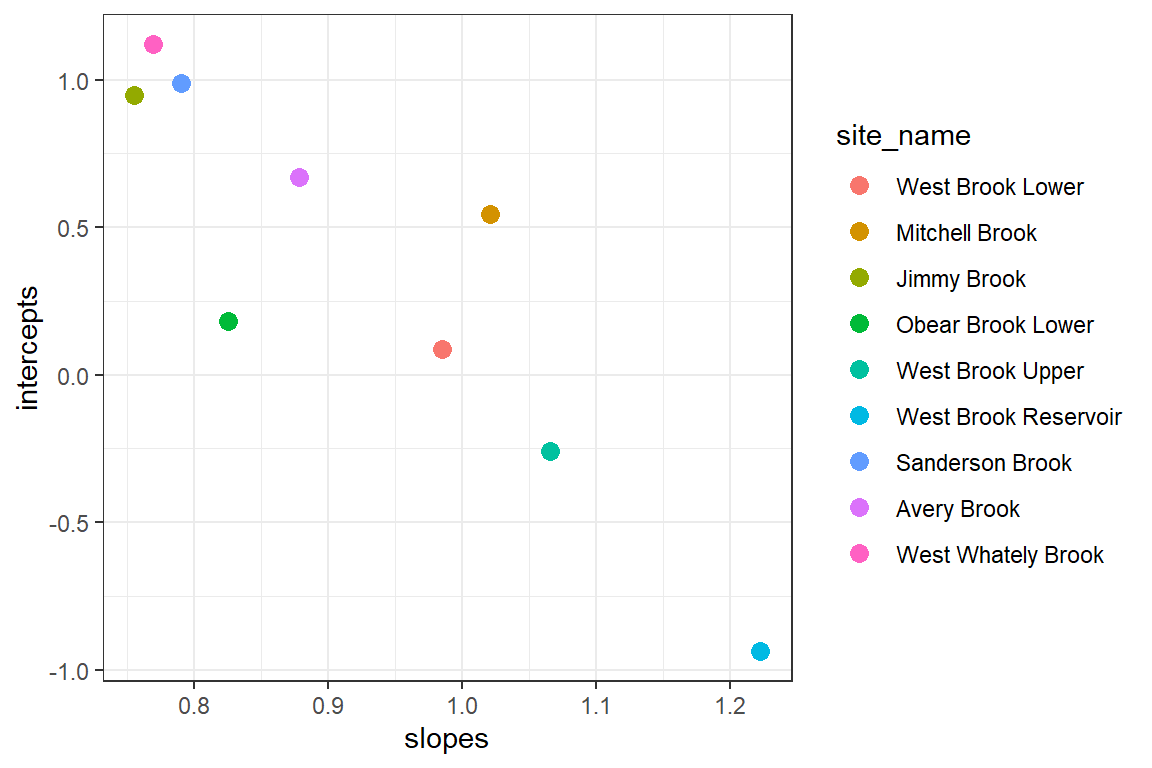 1.0
0.5
0.0
-0.5
-1.0
intercepts
0.8
0.9
1.0
1.1
1.2
slopes
site_name
West Brook Lower
Mitchell Brook
Jimmy Brook
Obear Brook Lower
West Brook Upper
West Brook Reservoir
Sanderson Brook
Avery Brook
West Whately Brook